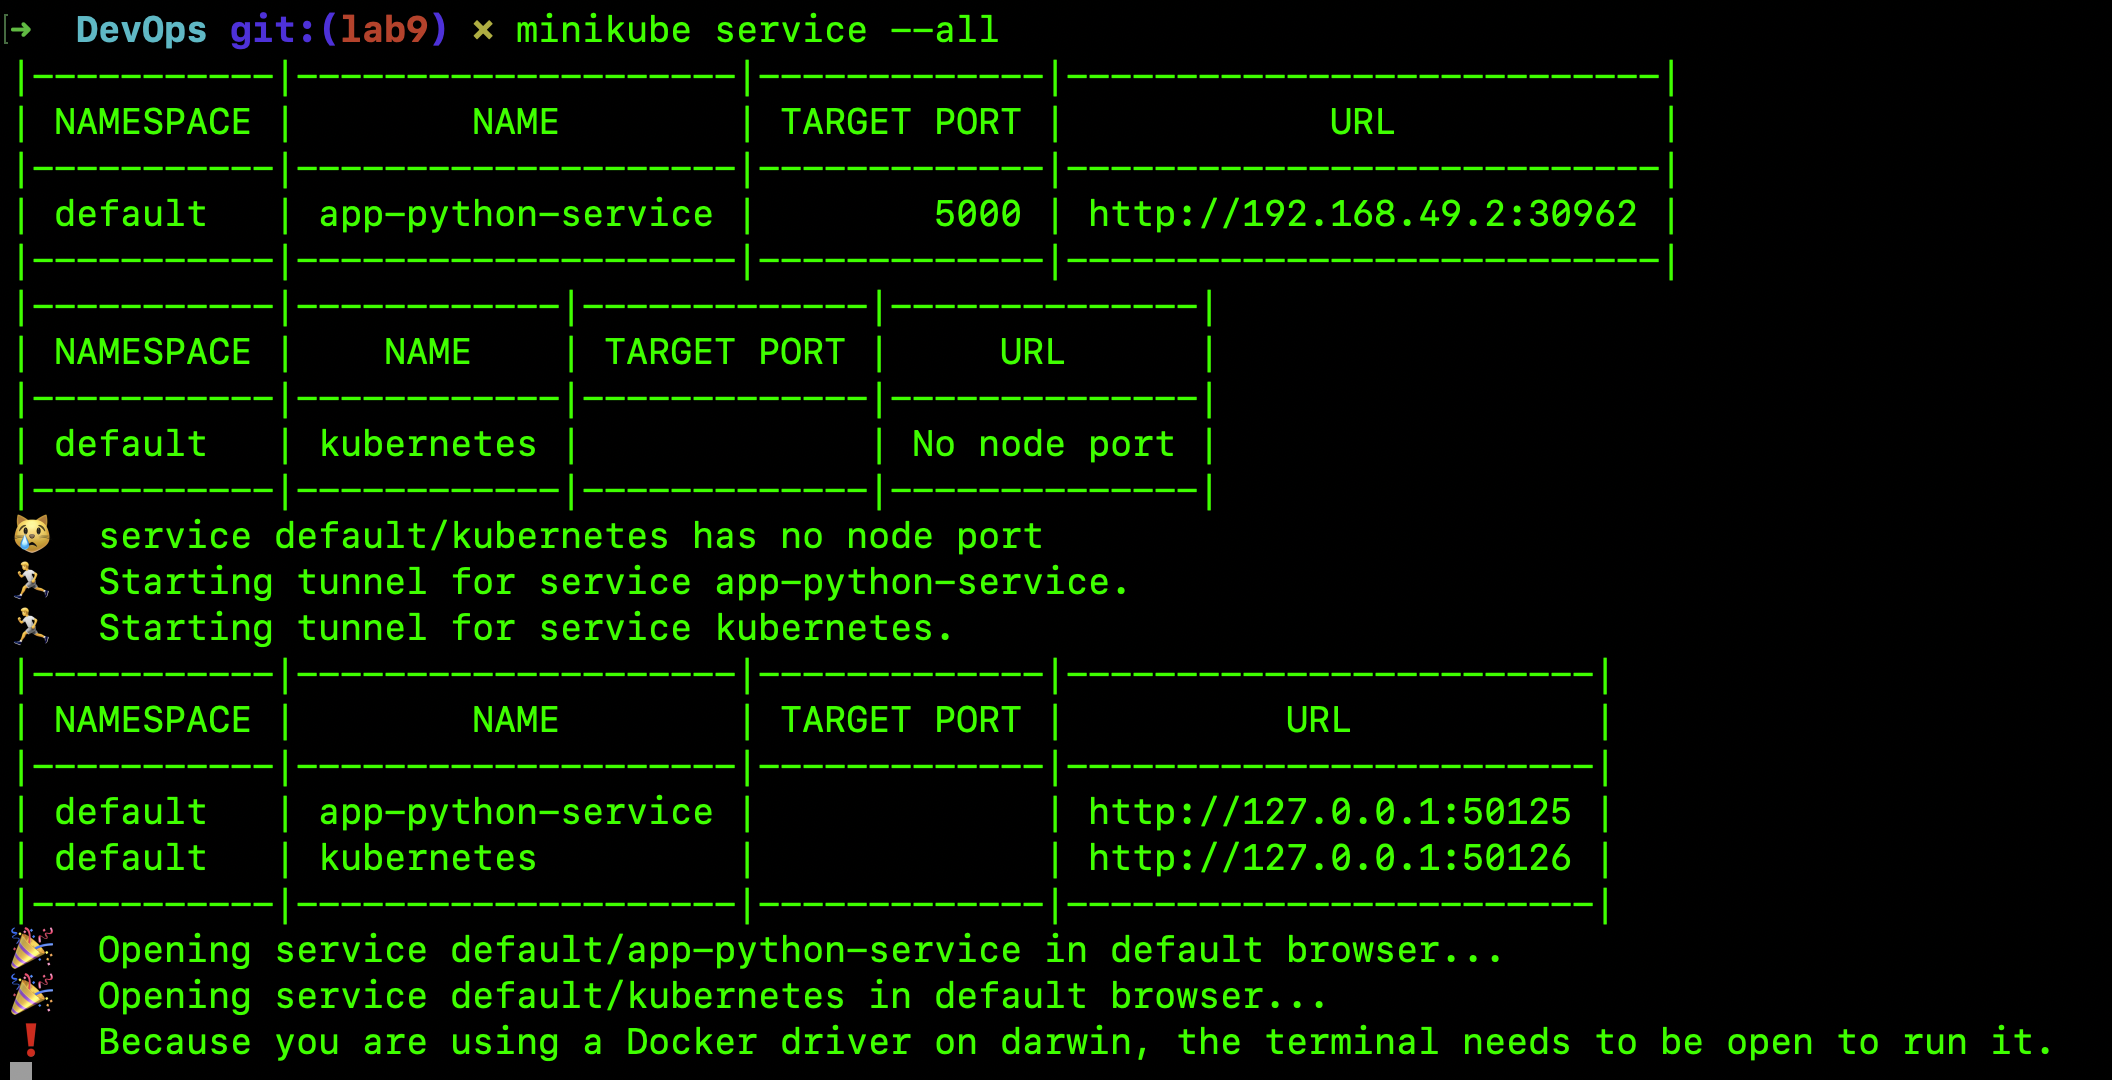 ➜  DevOps git:(lab9) ✗ minikube service --all
|-----------|--------------------|-------------|---------------------------|
| NAMESPACE |        NAME        | TARGET PORT |            URL            |
|-----------|--------------------|-------------|---------------------------|
| default   | app-python-service |        5000 | http://192.168.49.2:30962 |
|-----------|--------------------|-------------|---------------------------|
|-----------|------------|-------------|--------------|
| NAMESPACE |    NAME    | TARGET PORT |     URL      |
|-----------|------------|-------------|--------------|
| default   | kubernetes |             | No node port |
|-----------|------------|-------------|--------------|
😿  service default/kubernetes has no node port
🏃  Starting tunnel for service app-python-service.
🏃  Starting tunnel for service kubernetes.
|-----------|--------------------|-------------|------------------------|
| NAMESPACE |        NAME        | TARGET PORT |          URL           |
|-----------|--------------------|-------------|------------------------|
| default   | app-python-service |             | http://127.0.0.1:50125 |
| default   | kubernetes         |             | http://127.0.0.1:50126 |
|-----------|--------------------|-------------|------------------------|
🎉  Opening service default/app-python-service in default browser...
🎉  Opening service default/kubernetes in default browser...
❗  Because you are using a Docker driver on darwin, the terminal needs to be open to run it.